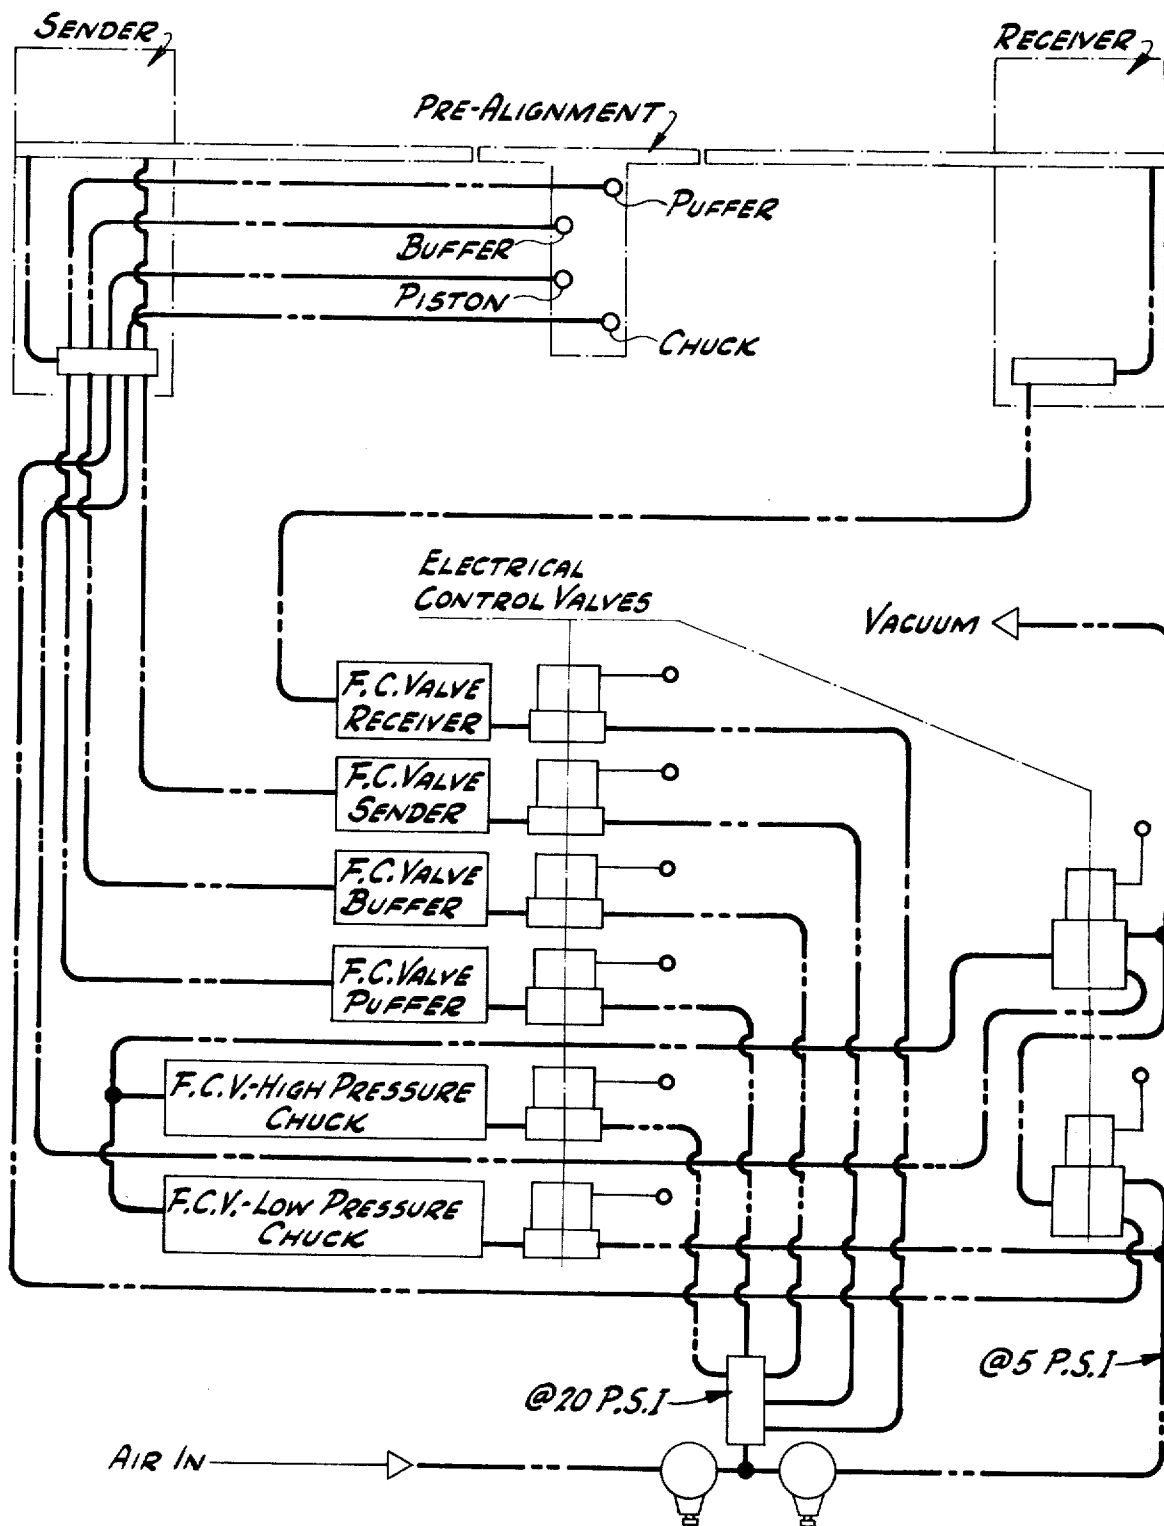 SENDER
RECEIVER
PRE-ALIGNMENT
PUFFER
BUFFER
PISTON
CHUCK
ELECTRICAL
CONTROL VALVES
VACUUM
F.C. VALVE
RECEIVER
F.C. VALVE
SENDER
F.C. VALVE
BUFFER
F.C. VALVE
PUFFER
F.C.V.-HIGH PRESSURE
CHUCK
F.C.V.-LOW PRESSURE
CHUCK
@20 P.S.I
@5 P.S.I
AIR IN